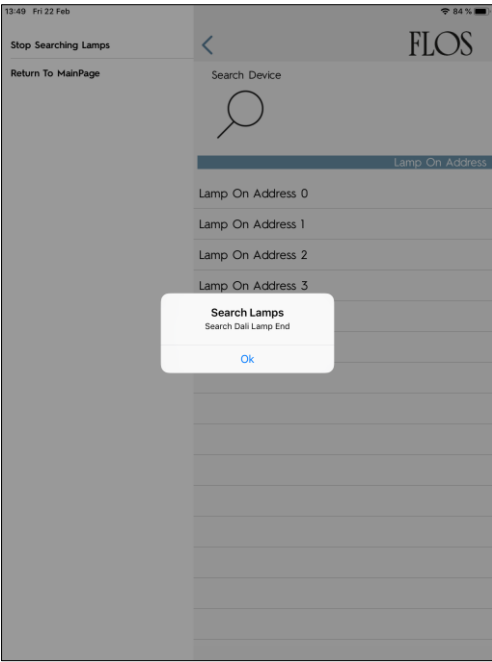 13:49 Fri 22 Feb
84 %
Stop Searching Lamps
Return To MainPage
FLOS
Search Device
Lamp On Address
Lamp On Address 0
Lamp On Address 1
Lamp On Address 2
Lamp On Address 3
Search Lamps
Search Dali Lamp End
Ok